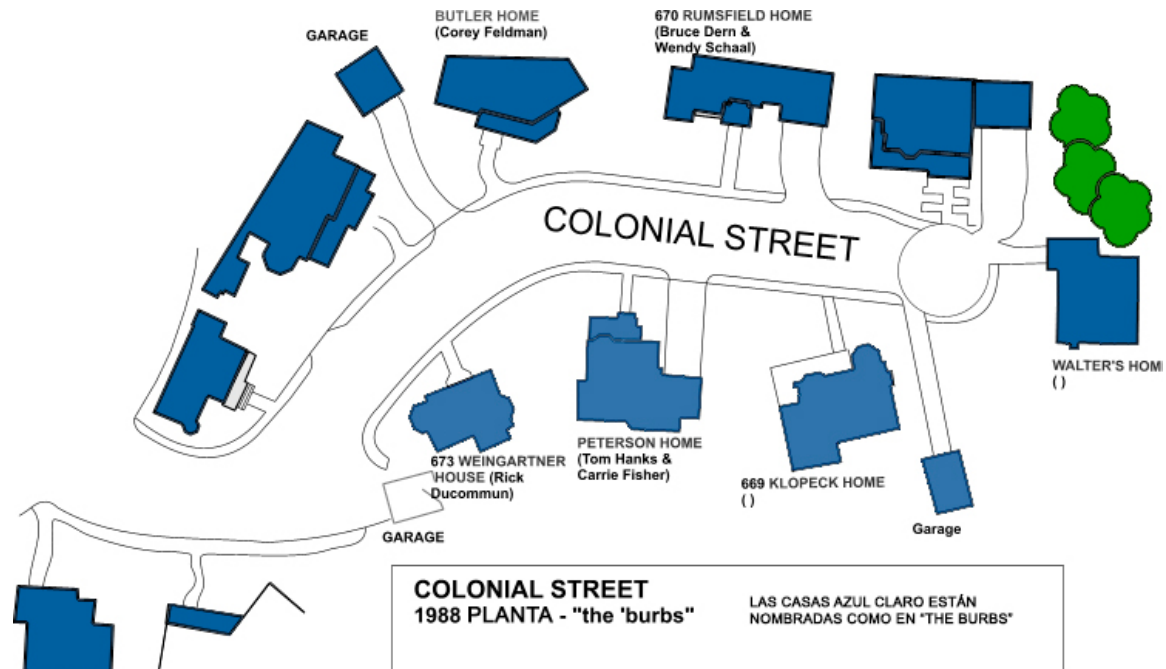 GARAGE
BUTLER HOME
(Corey Feldman)
670 RUMSFIELD HOME
(Bruce Dern &
Wendy Schaal)
COLONIAL STREET
WALTER'S HOM
( )
673 WEINGARTNER
HOUSE (Rick
Ducommun)
PETERSON HOME
(Tom Hanks &
Carrie Fisher)
669 KLOPECK HOME
( )
GARAGE
Garage
COLONIAL STREET
1988 PLANTA - "the 'burbs"
LAS CASAS AZUL CLARO ESTÁN
NOMBRADAS COMO EN "THE BURBS"